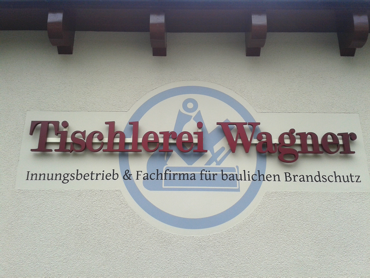 Tischlerei Wagner
Innungsbetrieb & Fachfirma für baulichen Brandschutz